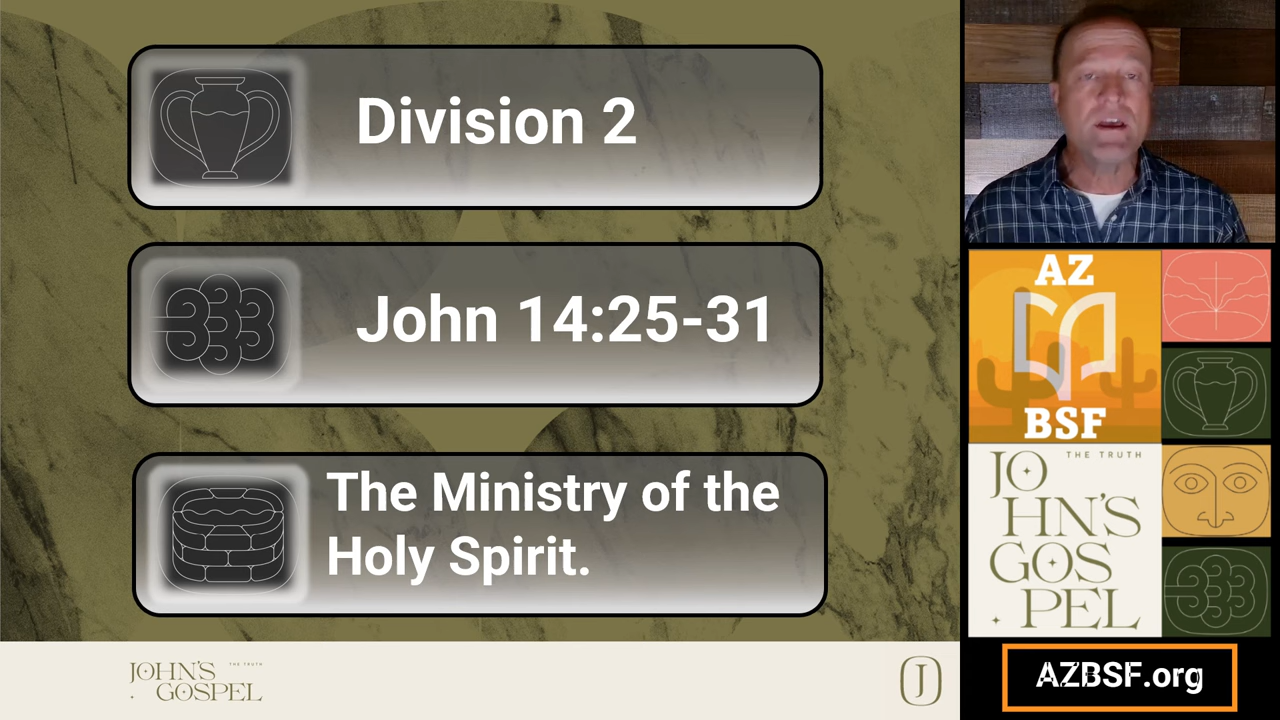 Division 2
John 14:25-31
The Ministry of the
Holy Spirit.
JOHN'S THE TRUTH
GOSPEL
J
AZ
BSF
JO THE TRUTH
HN'S
GOS
PEL
AZBSF.org